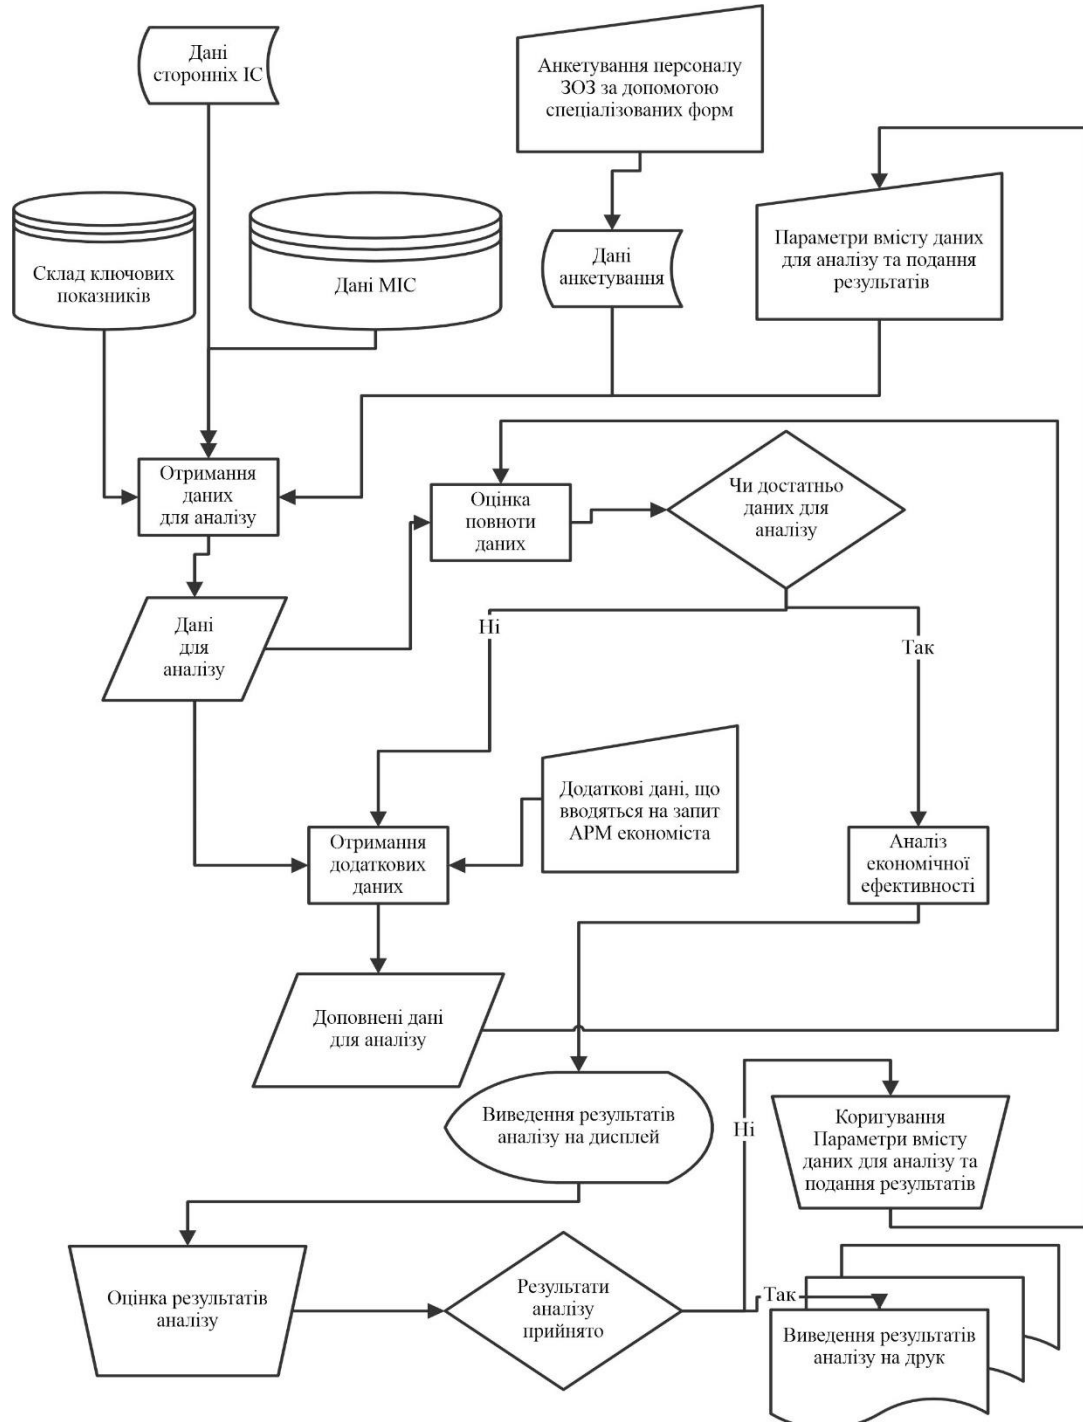 Дані
сторонніх ІС
Анкетування персоналу
ЗОЗ за допомогою
спеціалізованих форм
Склад ключових
показників
Дані МІС
Дані
анкетування
Параметри вмісту даних
для аналізу та подання
результатів
Отримання
даних
для аналізу
Оцінка
повноти
даних
Чи достатньо
даних для
аналізу
Дані
для
аналізу
Ні
Так
Додаткові дані, що
вводяться на запит
АРМ економіста
Отримання
додаткових
даних
Аналіз
економічної
ефективності
Доповнені дані
для аналізу
Виведення результатів
аналізу на дисплей
Ні
Коригування
Параметри вмісту
даних для аналізу та
подання результатів
Оцінка результатів
аналізу
Результати
аналізу
прийнято
Так
Виведення результатів
аналізу на друк